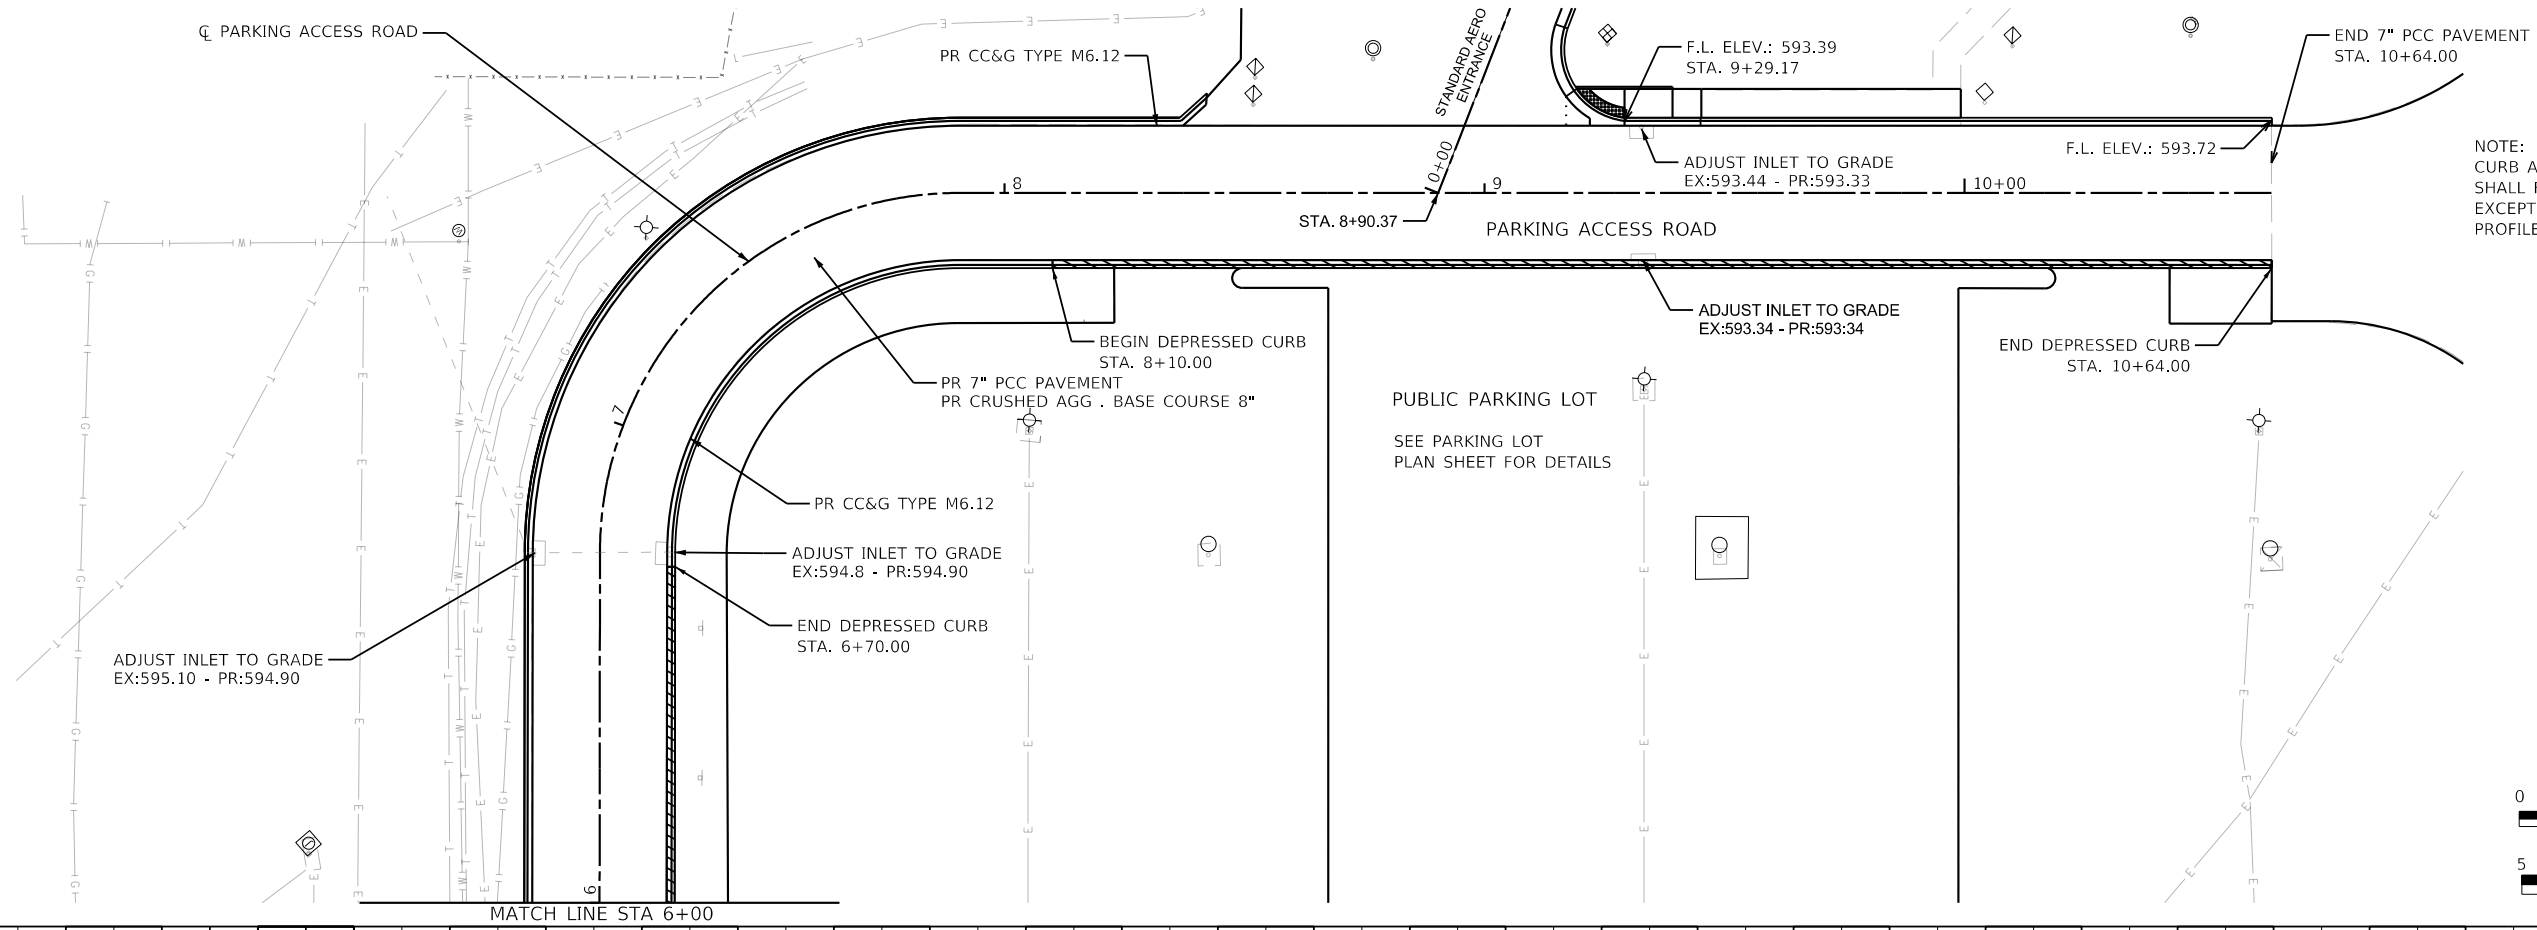 ℄ PARKING ACCESS ROAD
PR CC&G TYPE M6.12
STANDARD AERO
ENTRANCE
F.L. ELEV.: 593.39
STA. 9+29.17
END 7" PCC PAVEMENT
STA. 10+64.00
F.L. ELEV.: 593.72
NOTE:
CURB A
SHALL
EXCEPT
PROFILE
ADJUST INLET TO GRADE
EX:593.44 - PR:593.33
0+00
8
9
10+00
STA. 8+90.37
PARKING ACCESS ROAD
ADJUST INLET TO GRADE
EX:593.34 - PR:593:34
BEGIN DEPRESSED CURB
STA. 8+10.00
END DEPRESSED CURB
STA. 10+64.00
PR 7" PCC PAVEMENT
PR CRUSHED AGG . BASE COURSE 8"
7
PUBLIC PARKING LOT
SEE PARKING LOT
PLAN SHEET FOR DETAILS
PR CC&G TYPE M6.12
ADJUST INLET TO GRADE
EX:594.8 - PR:594.90
END DEPRESSED CURB
STA. 6+70.00
ADJUST INLET TO GRADE
EX:595.10 - PR:594.90
0
5
6
MATCH LINE STA 6+00